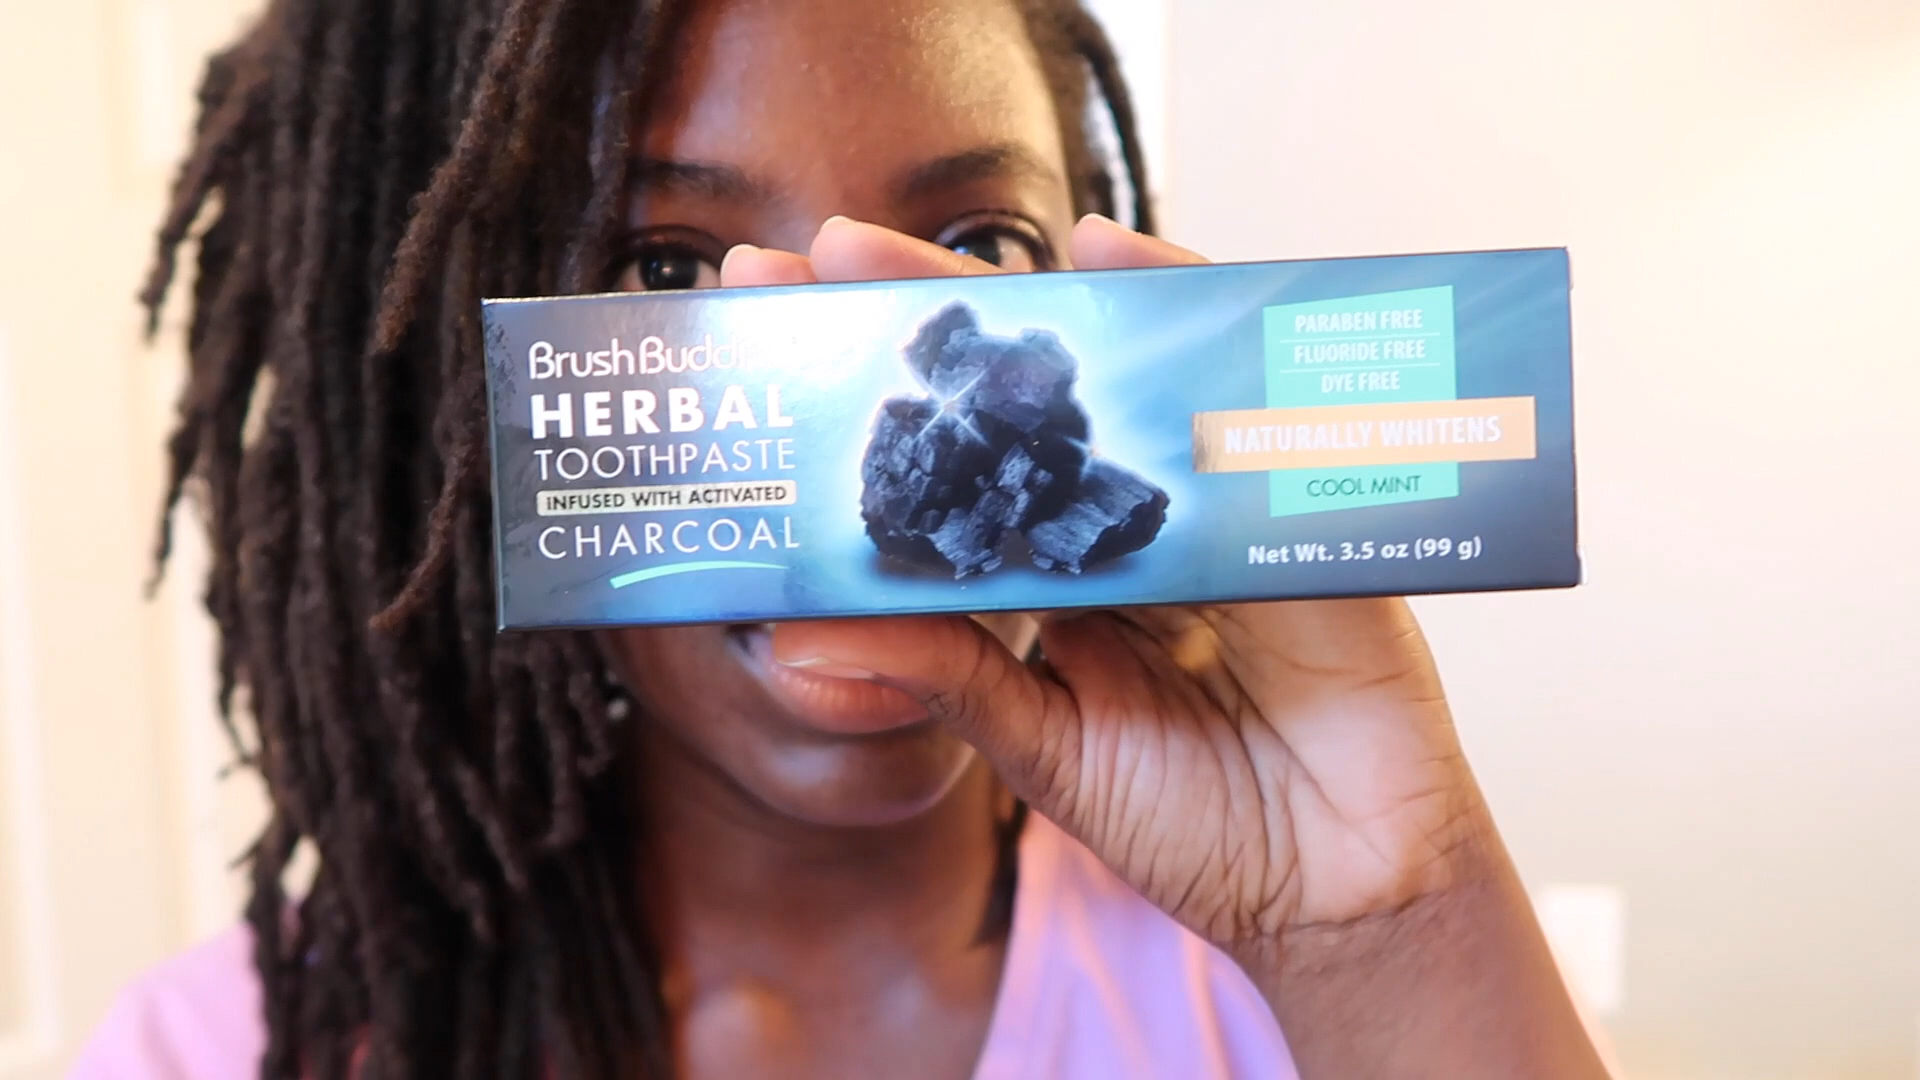 HERBAL
TOOTHPASTE
INFUSED WITH ACTIVATED
CHARCOAL
PARABEN FREE
FLUORIDE FREE
DYE FREE
NATURALLY WHITENS
COOL MINT
Net Wt. 3.5 oz (99 g)